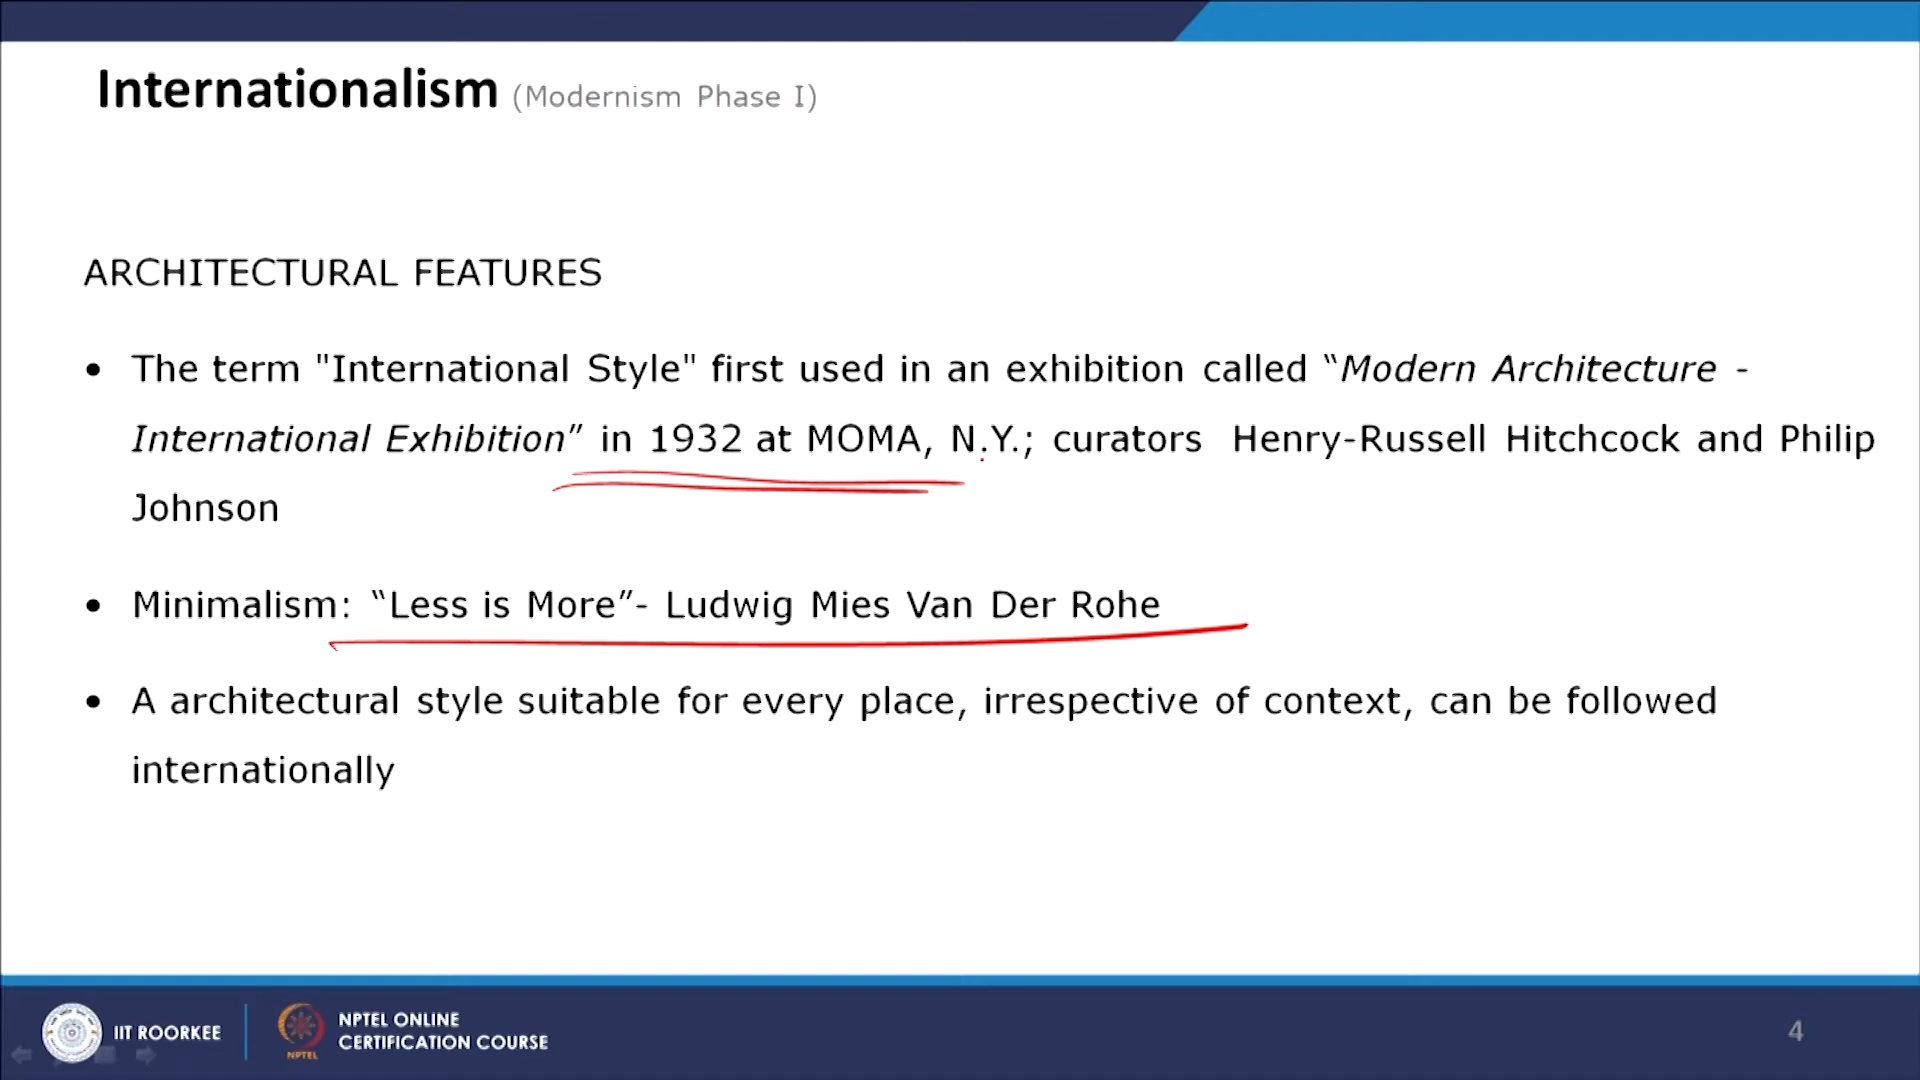 Internationalism (Modernism Phase I)
ARCHITECTURAL FEATURES
• The term "International Style" first used in an exhibition called “Modern Architecture -
International Exhibition” in 1932 at MOMA, N.Y.; curators Henry-Russell Hitchcock and Philip
Johnson
• Minimalism: “Less is More”- Ludwig Mies Van Der Rohe
• A architectural style suitable for every place, irrespective of context, can be followed
internationally
IIT ROORKEE
NPTEL
NPTEL ONLINE
CERTIFICATION COURSE
4